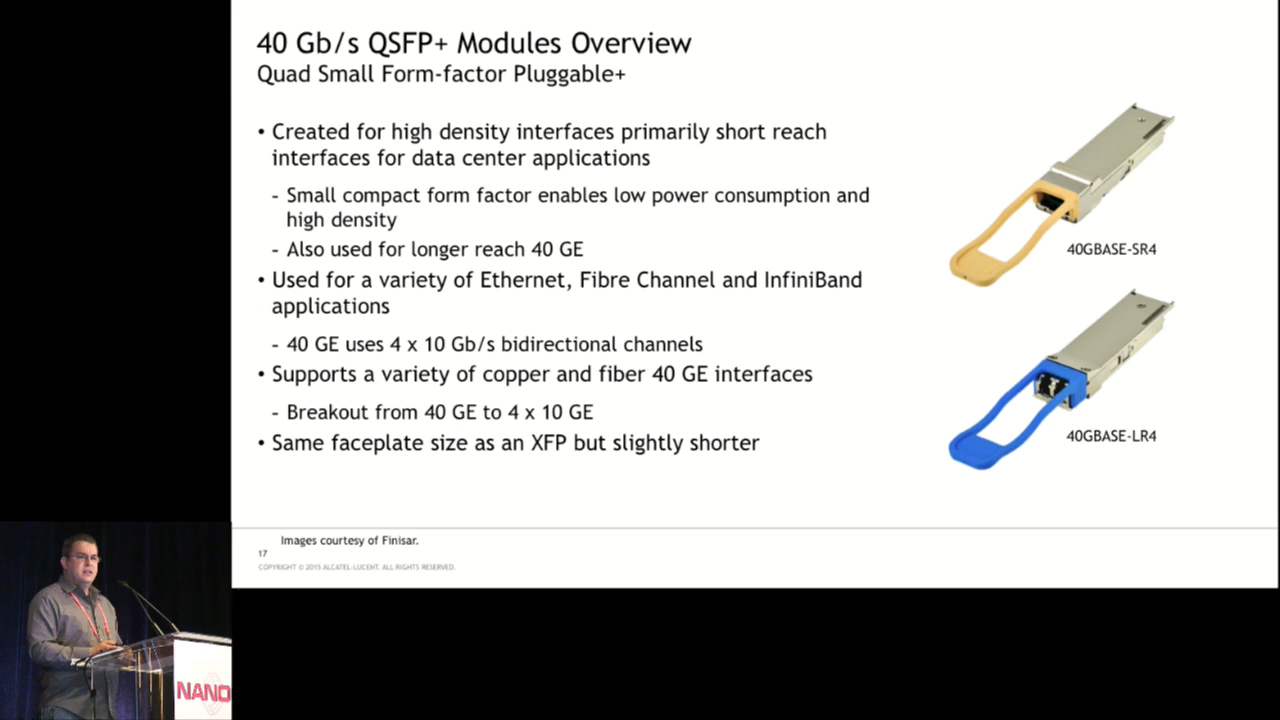 40 Gb/s QSFP+ Modules Overview
Quad Small Form-factor Pluggable+
• Created for high density interfaces primarily short reach
interfaces for data center applications
- Small compact form factor enables low power consumption and
high density
- Also used for longer reach 40 GE
• Used for a variety of Ethernet, Fibre Channel and InfiniBand
applications
- 40 GE uses 4 x 10 Gb/s bidirectional channels
• Supports a variety of copper and fiber 40 GE interfaces
- Breakout from 40 GE to 4 x 10 GE
• Same faceplate size as an XFP but slightly shorter
40GBASE-SR4
40GBASE-LR4
Images courtesy of Finisar.
17
COPYRIGHT © 2015 ALCATEL-LUCENT. ALL RIGHTS RESERVED.
NANO